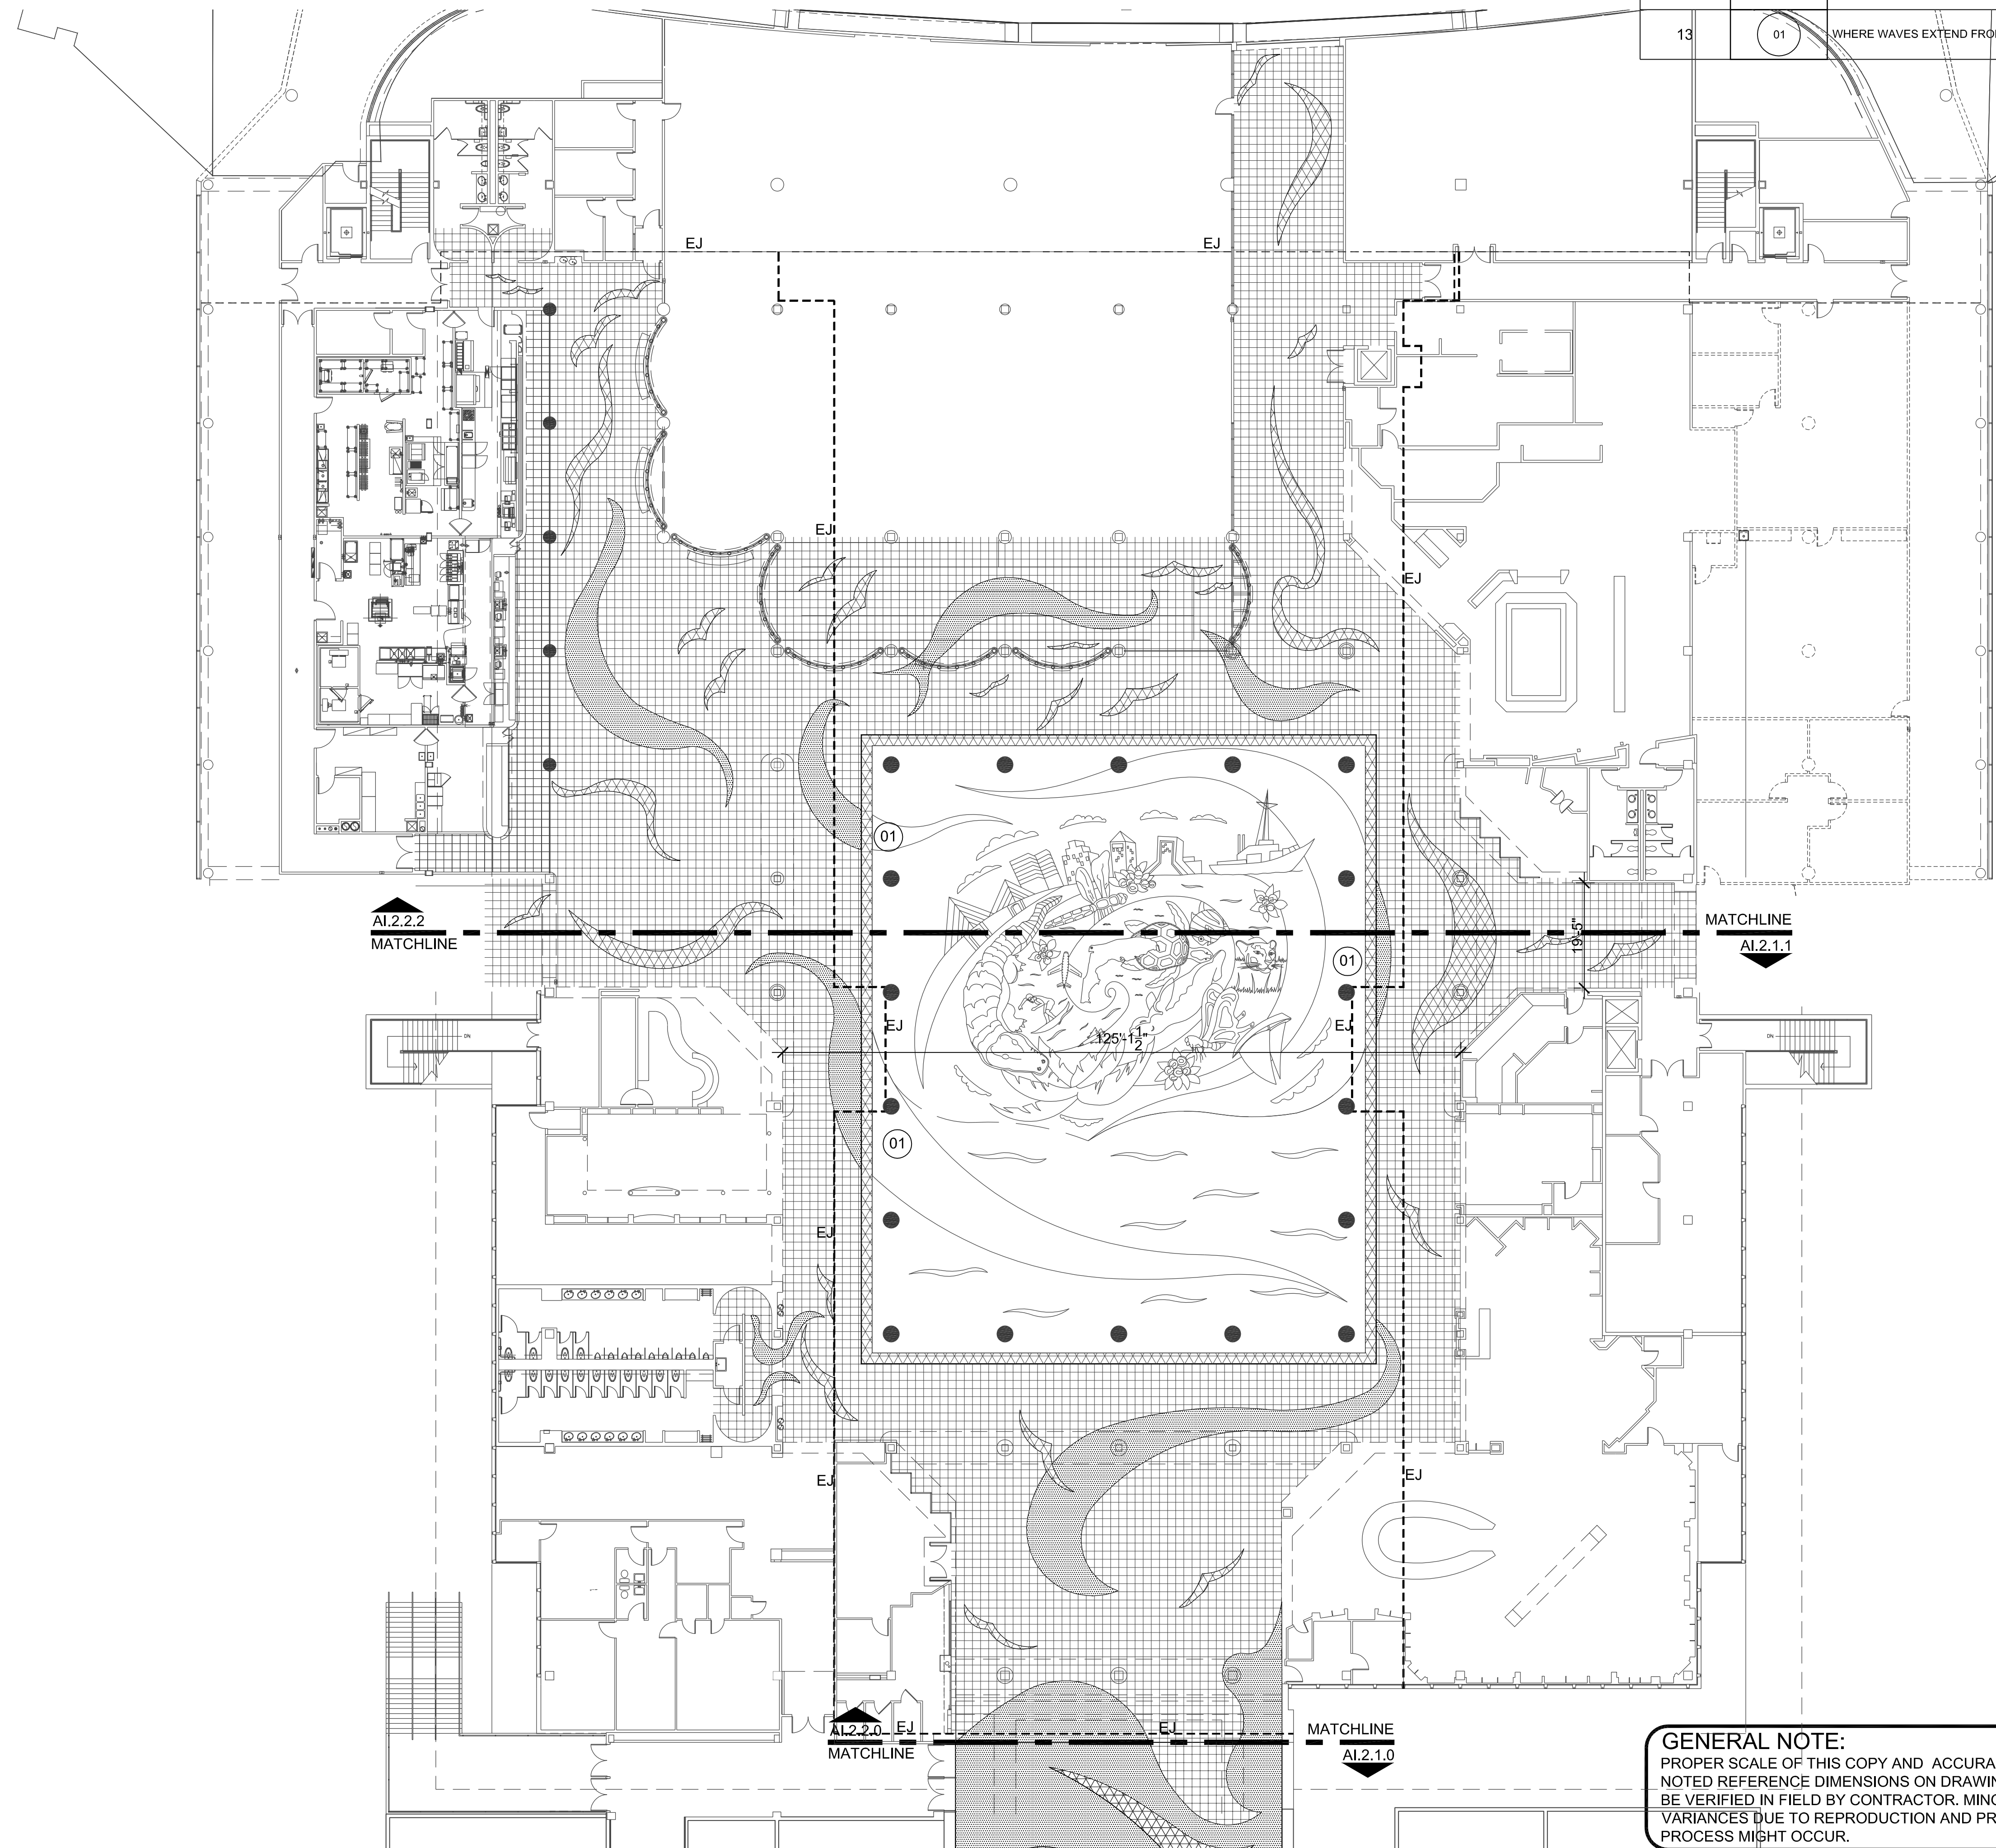 13
01
WHERE WAVES EXTEND FRO
EJ
EJ
EJ
EJ
01
AI.2.2.2
MATCHLINE
MATCHLINE
AI.2.1.1
19'-5"
01
EJ
EJ
DN
DN
125'-1 1/2"
01
EJ
EJ
EJ
AI.2.2.0
EJ
EJ
MATCHLINE
MATCHLINE
AI.2.1.0
GENERAL NOTE:
PROPER SCALE OF THIS COPY AND ACCURA
NOTED REFERENCE DIMENSIONS ON DRAWIN
BE VERIFIED IN FIELD BY CONTRACTOR. MINO
VARIANCES DUE TO REPRODUCTION AND PR
PROCESS MIGHT OCCUR.